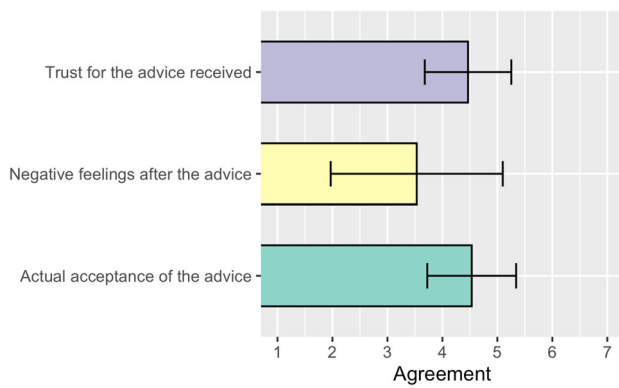 Trust for the advice received
Negative feelings after the advice
Actual acceptance of the advice
1 2 3 4 5 6 7
Agreement